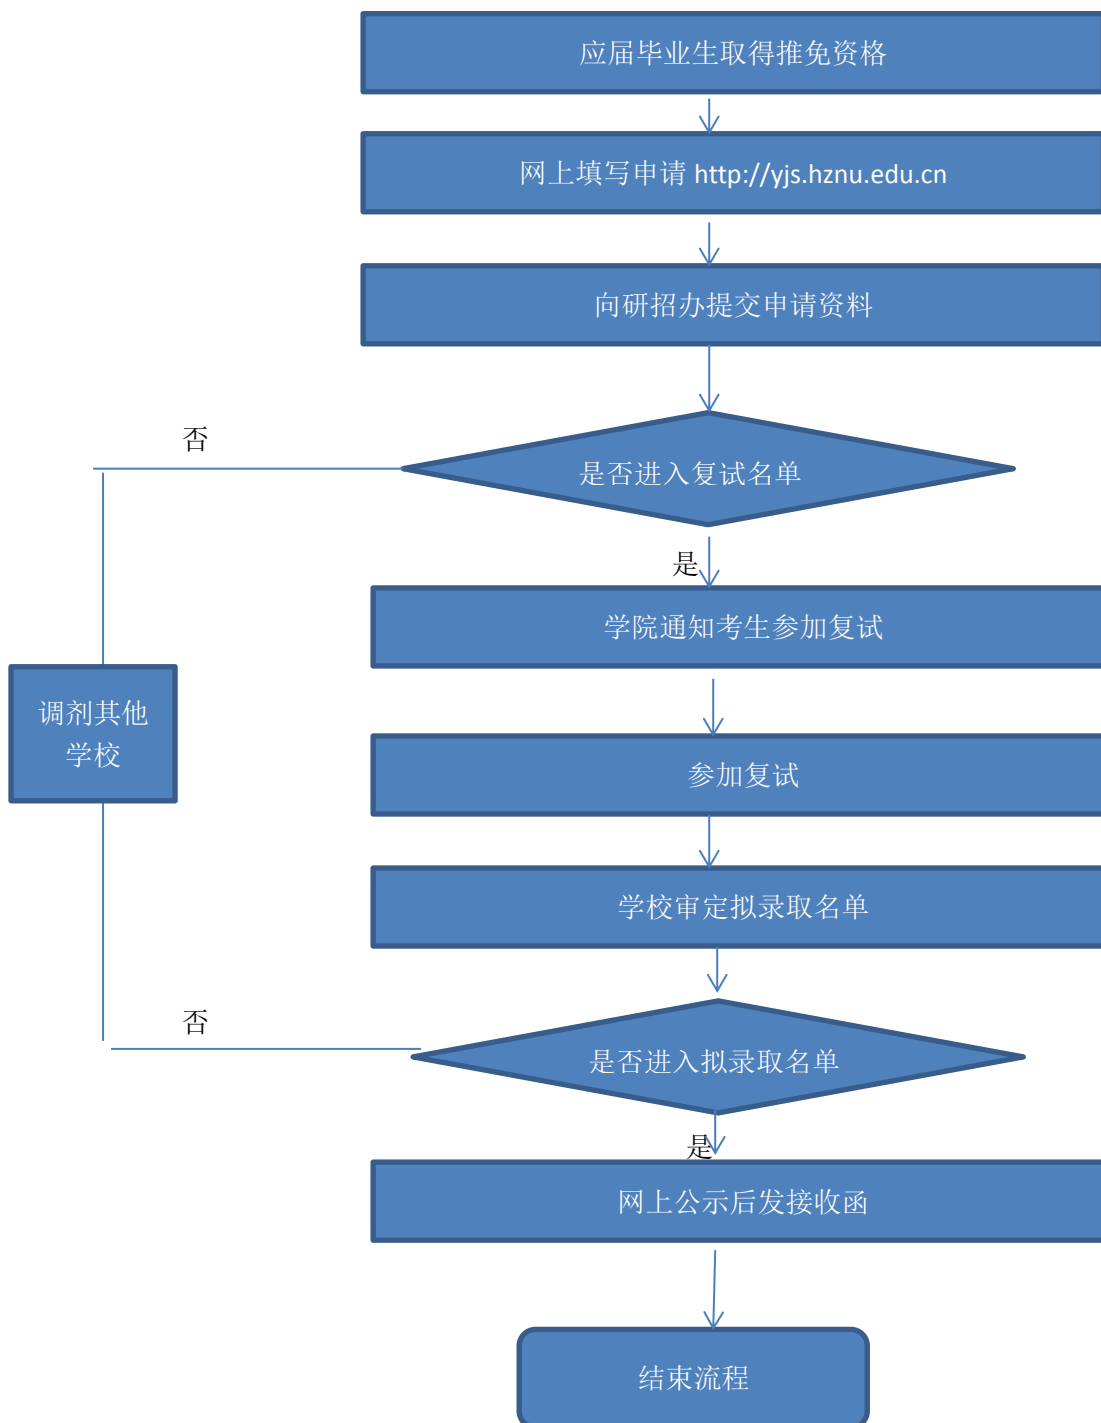 应届毕业生取得推免资格
网上填写申请 http://yjs.hznu.edu.cn
向研招办提交申请资料
否
是否进入复试名单
是
学院通知考生参加复试
调剂其他
学校
参加复试
学校审定拟录取名单
否
是否进入拟录取名单
是
网上公示后发接收函
结束流程